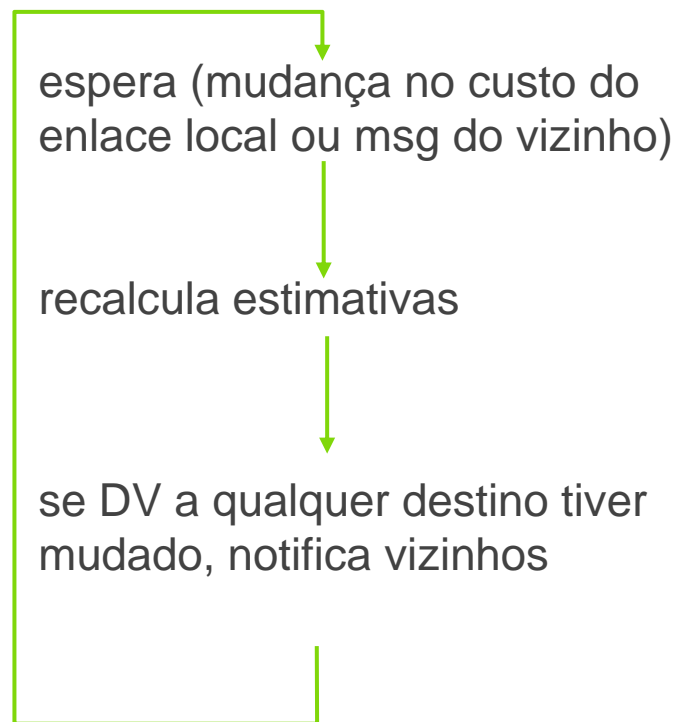 espera (mudança no custo do
enlace local ou msg do vizinho)
recalcula estimativas
se DV a qualquer destino tiver
mudado, notifica vizinhos